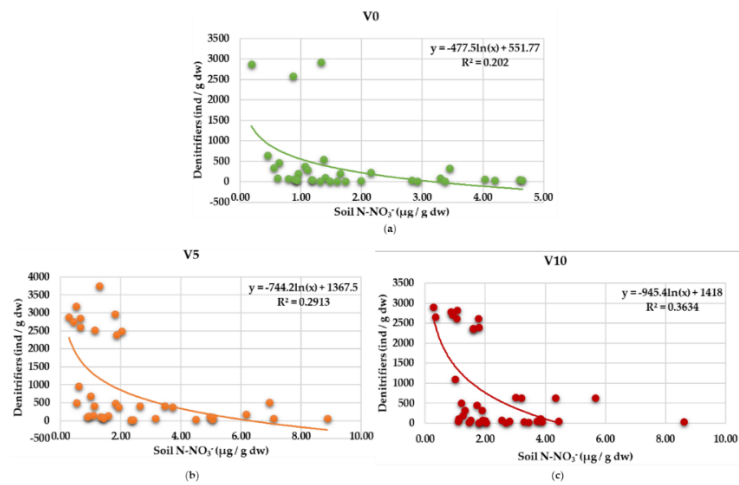 V0
y = -477.5ln(x) + 551.77
R² = 0.202
3500
3000
2500
2000
1500
1000
500
0
-500
0.00 1.00 2.00 3.00 4.00 5.00
Denitrifiers (ind / g dw)
Soil N-NO₃⁻ (µg / g dw)
(a)
V5
y = -744.2ln(x) + 1367.5
R² = 0.2913
4000
3500
3000
2500
2000
1500
1000
500
0
-500
0.00 2.00 4.00 6.00 8.00 10.00
Denitrifiers (ind / g dw)
Soil N-NO₃⁻ (µg / g dw)
(b)
V10
y = -945.4ln(x) + 1418
R² = 0.3634
3500
3000
2500
2000
1500
1000
500
0
0.00 2.00 4.00 6.00 8.00 10.00
Denitrifiers (ind / g dw)
Soil N-NO₃⁻ (µg / g dw)
(c)